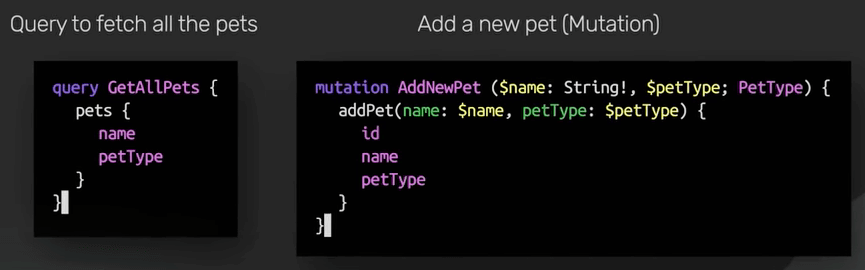 Query to fetch all the pets
query GetAllPets {
  pets {
    name
    petType
  }
}
Add a new pet (Mutation)
mutation AddNewPet ($name: String!, $petType; PetType) {
  addPet(name: $name, petType: $petType) {
    id
    name
    petType
  }
}